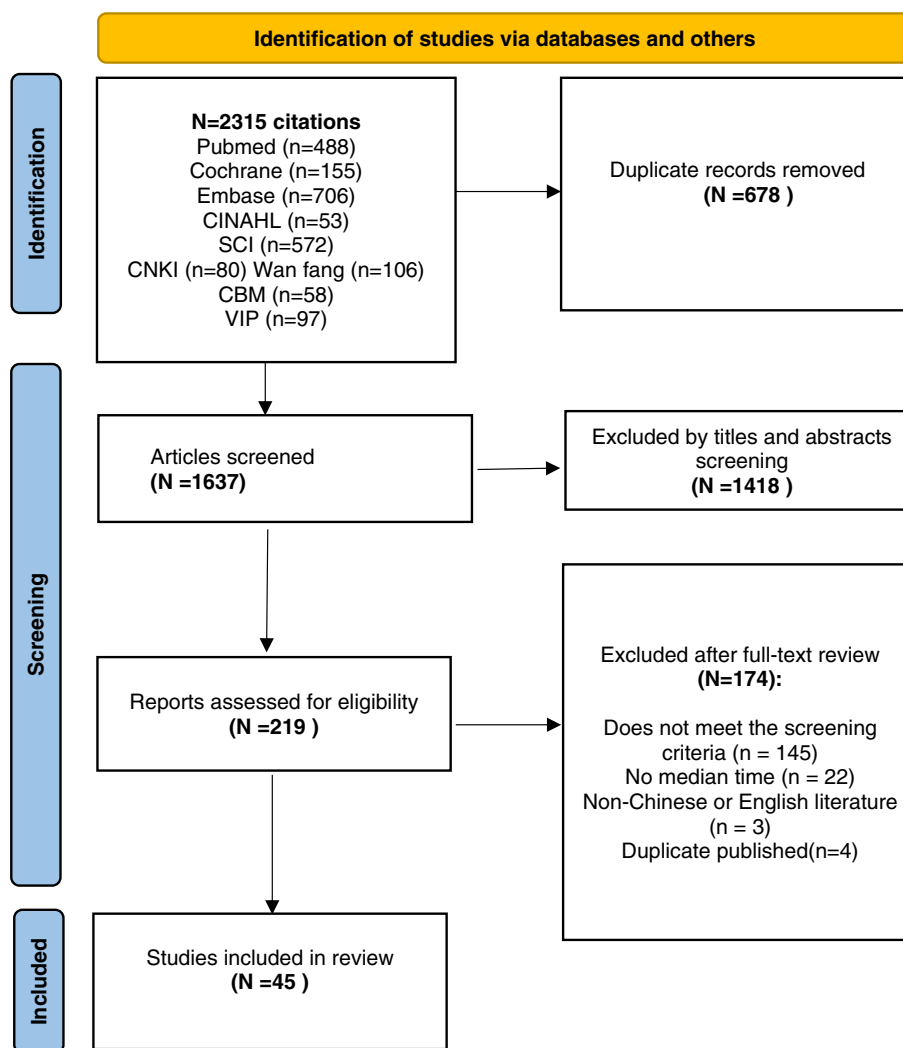 Identification of studies via databases and others
Identification
N=2315 citations
Pubmed (n=488)
Cochrane (n=155)
Embase (n=706)
CINAHL (n=53)
SCI (n=572)
CNKI (n=80) Wan fang (n=106)
CBM (n=58)
VIP (n=97)
Duplicate records removed
(N =678 )
Screening
Articles screened
(N =1637)
Excluded by titles and abstracts
screening
(N =1418 )
Reports assessed for eligibility
(N =219 )
Excluded after full-text review
(N=174):
Does not meet the screening
criteria (n = 145)
No median time (n = 22)
Non-Chinese or English literature
(n = 3)
Duplicate published(n=4)
Included
Studies included in review
(N =45 )